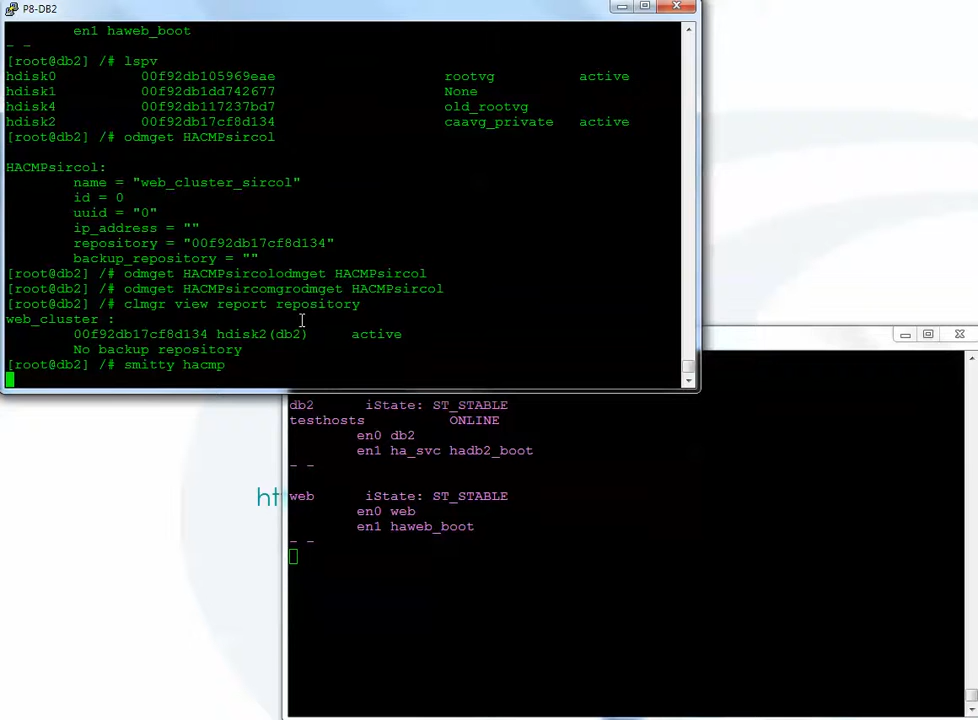 P8-DB2
en1 haweb_boot
- -
[root@db2] /# lspv
hdisk0 00f92db105969eae rootvg active
hdisk1 00f92db1dd742677 None
hdisk4 00f92db117237bd7 old_rootvg
hdisk2 00f92db17cf8d134 caavg_private active
[root@db2] /# odmget HACMPsircol
HACMPsircol:
name = "web_cluster_sircol"
id = 0
uuid = "0"
ip_address = ""
repository = "00f92db17cf8d134"
backup_repository = ""
[root@db2] /# odmget HACMPsircolodmget HACMPsircol
[root@db2] /# odmget HACMPsircomgrodmget HACMPsircol
[root@db2] /# clmgr view report repository
web_cluster :
00f92db17cf8d134 hdisk2(db2) active
No backup repository
[root@db2] /# smitty hacmp
db2 iState: ST_STABLE
testhosts ONLINE
en0 db2
en1 ha_svc hadb2_boot
- -
web iState: ST_STABLE
en0 web
en1 haweb_boot
- -